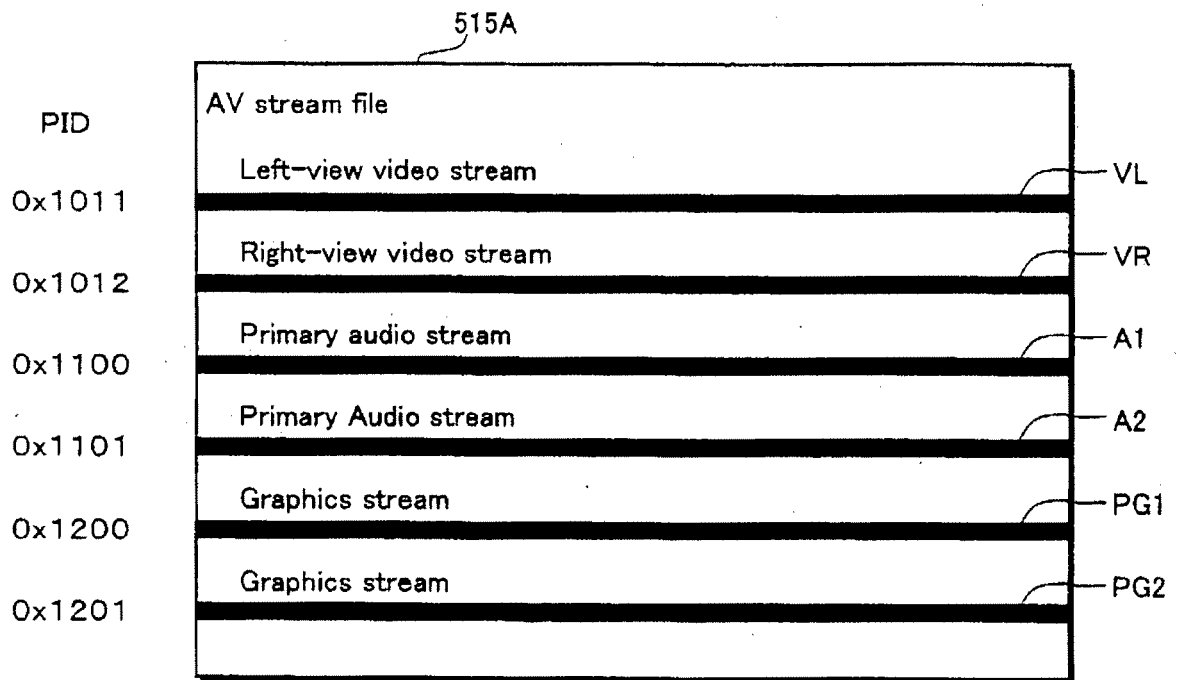 515A
AV stream file
PID
Left-view video stream
0x1011
VL
Right-view video stream
0x1012
VR
Primary audio stream
0x1100
A1
Primary Audio stream
0x1101
A2
Graphics stream
0x1200
PG1
Graphics stream
0x1201
PG2